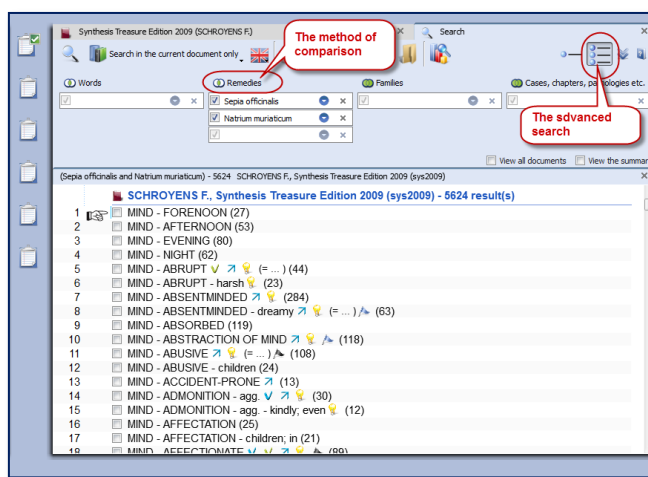 Synthesis Treasure Edition 2009 (SCHROYENS F.)
Search
Search in the current document only
The method of
comparison
Words
Remedies
Families
Cases, chapters, pathologies etc.
Sepia officinalis
Natrium muriaticum
The sdvanced
search
View all documents
View the summar
(Sepia officinalis and Natrium muriaticum) - 5624 SCHROYENS F., Synthesis Treasure Edition 2009 (sys2009)
SCHROYENS F., Synthesis Treasure Edition 2009 (sys2009) - 5624 result(s)
1 MIND - FORENOON (27)
2 MIND - AFTERNOON (53)
3 MIND - EVENING (80)
4 MIND - NIGHT (62)
5 MIND - ABRUPT (= ... ) (44)
6 MIND - ABRUPT - harsh (23)
7 MIND - ABSENTMINDED (284)
8 MIND - ABSENTMINDED - dreamy (= ... ) (63)
9 MIND - ABSORBED (119)
10 MIND - ABSTRACTION OF MIND (118)
11 MIND - ABUSIVE (= ... ) (108)
12 MIND - ABUSIVE - children (24)
13 MIND - ACCIDENT-PRONE (13)
14 MIND - ADMONITION - agg. (30)
15 MIND - ADMONITION - agg. - kindly; even (12)
16 MIND - AFFECTATION (25)
17 MIND - AFFECTATION - children; in (21)
18 MIND - AFFECTIONATE (89)